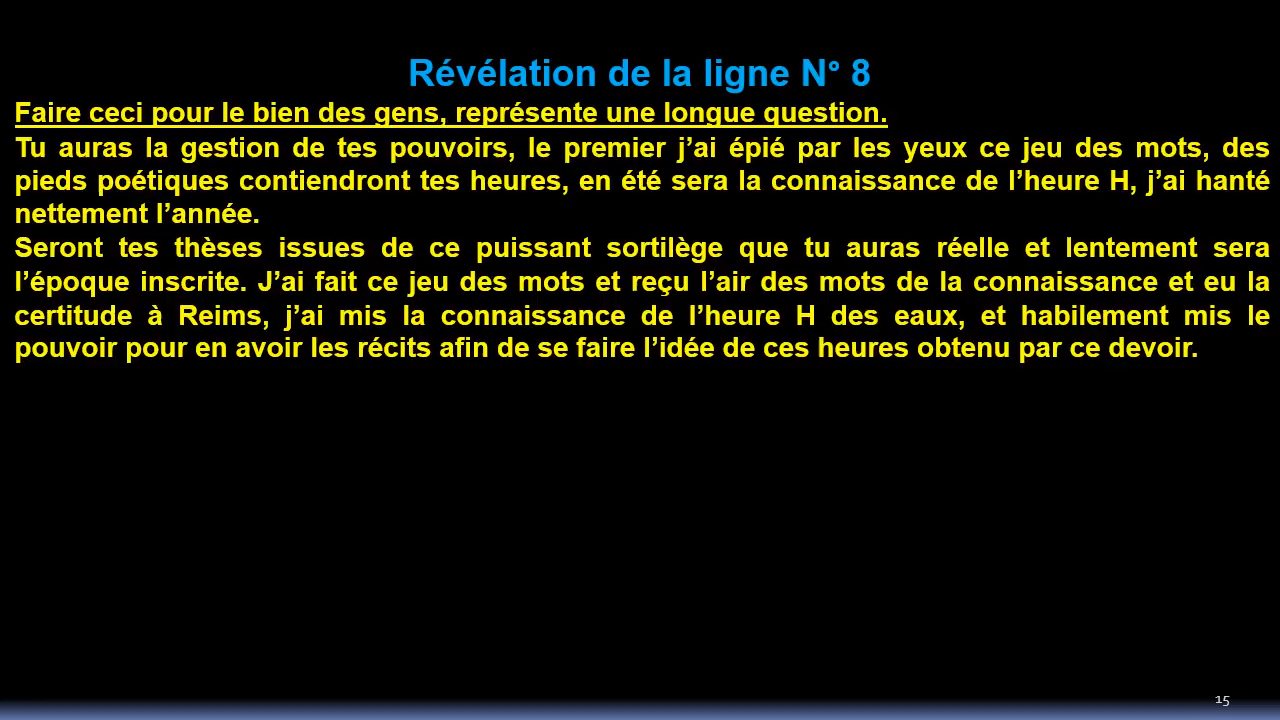 Révélation de la ligne N° 8
Faire ceci pour le bien des gens, représente une longue question.
Tu auras la gestion de tes pouvoirs, le premier j’ai épié par les yeux ce jeu des mots, des
pieds poétiques contiendront tes heures, en été sera la connaissance de l’heure H, j’ai hanté
nettement l’année.
Seront tes thèses issues de ce puissant sortilège que tu auras réelle et lentement sera
l’époque inscrite. J’ai fait ce jeu des mots et reçu l’air des mots de la connaissance et eu la
certitude à Reims, j’ai mis la connaissance de l’heure H des eaux, et habilement mis le
pouvoir pour en avoir les récits afin de se faire l’idée de ces heures obtenu par ce devoir.
15